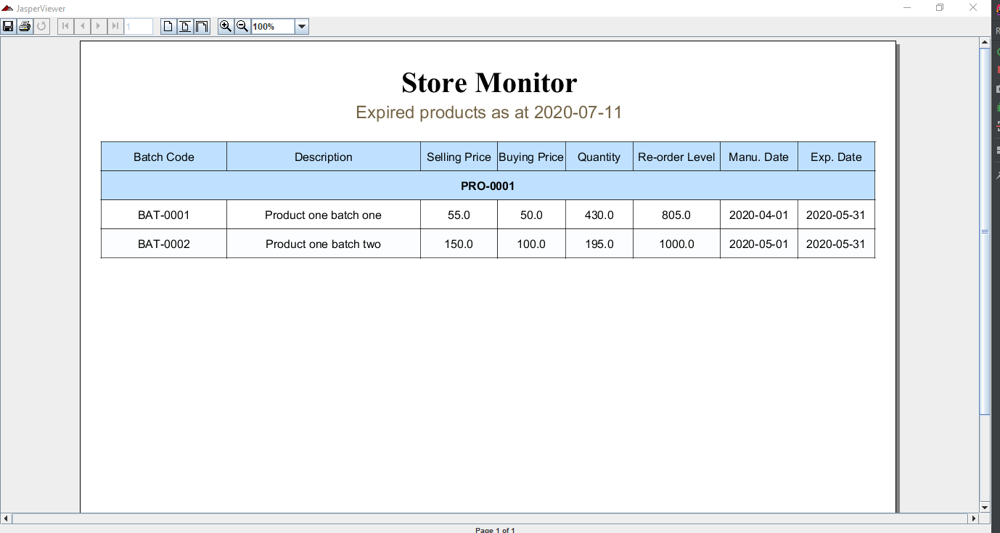 JasperViewer
1
100%
Store Monitor
Expired products as at 2020-07-11
Batch Code Description Selling Price Buying Price Quantity Re-order Level Manu. Date Exp. Date
PRO-0001
BAT-0001 Product one batch one 55.0 50.0 430.0 805.0 2020-04-01 2020-05-31
BAT-0002 Product one batch two 150.0 100.0 195.0 1000.0 2020-05-01 2020-05-31
Page 1 of 1